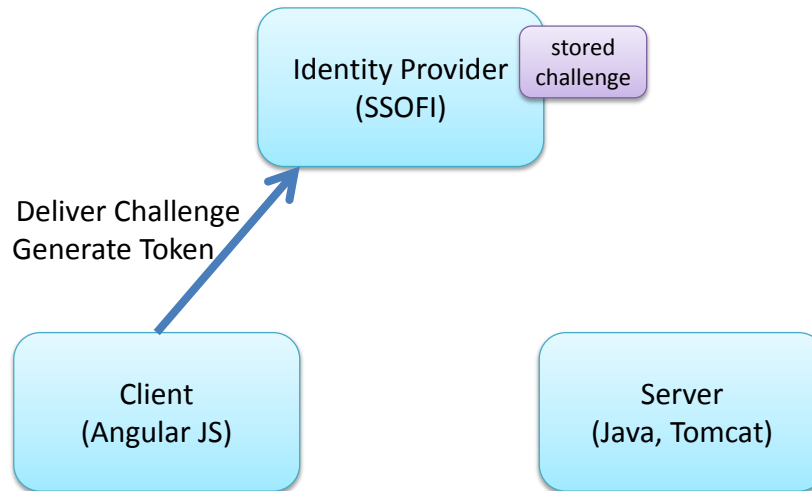 Identity Provider
(SSOFI)
stored
challenge
Deliver Challenge
Generate Token
Client
(Angular JS)
Server
(Java, Tomcat)